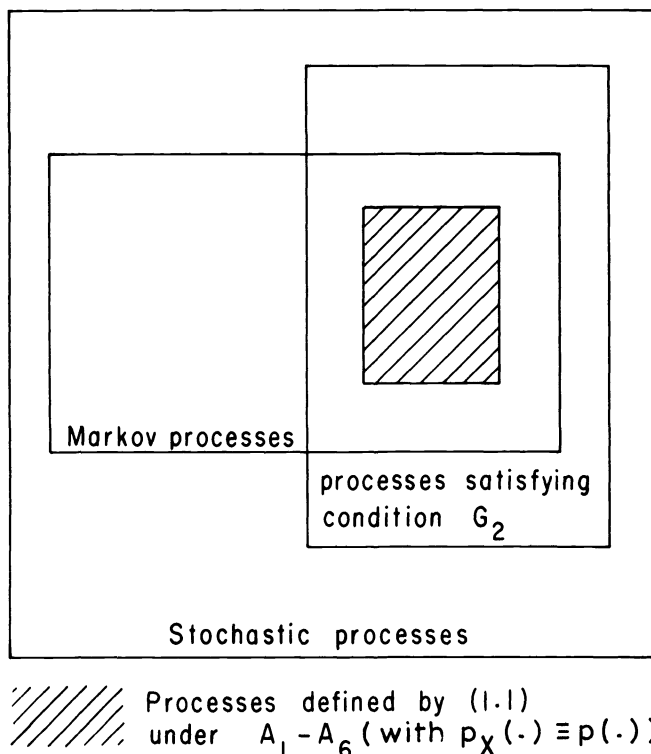 Markov processes
processes satisfying
condition G₂
Stochastic processes
Processes defined by (1.1)
under A₁ - A₆ (with pₓ(.) ≡ p(.))